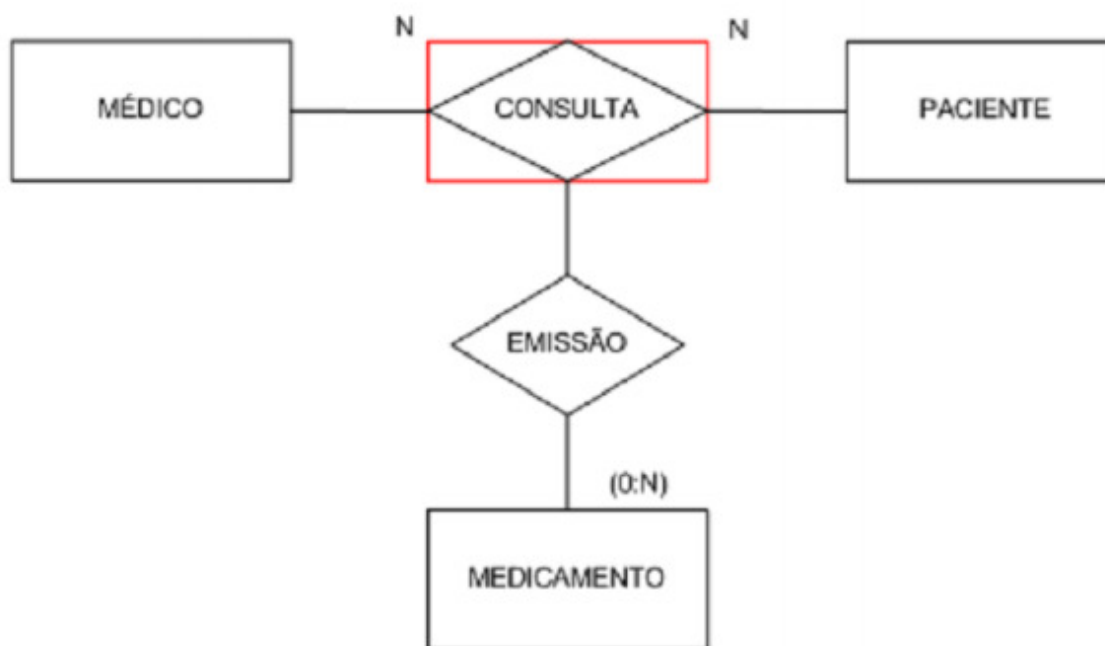 N
N
MÉDICO
CONSULTA
PACIENTE
EMISSÃO
(0:N)
MEDICAMENTO